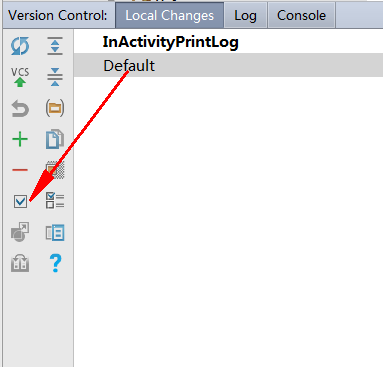 Version Control: Local Changes Log Console
InActivityPrintLog
Default
VCS
?